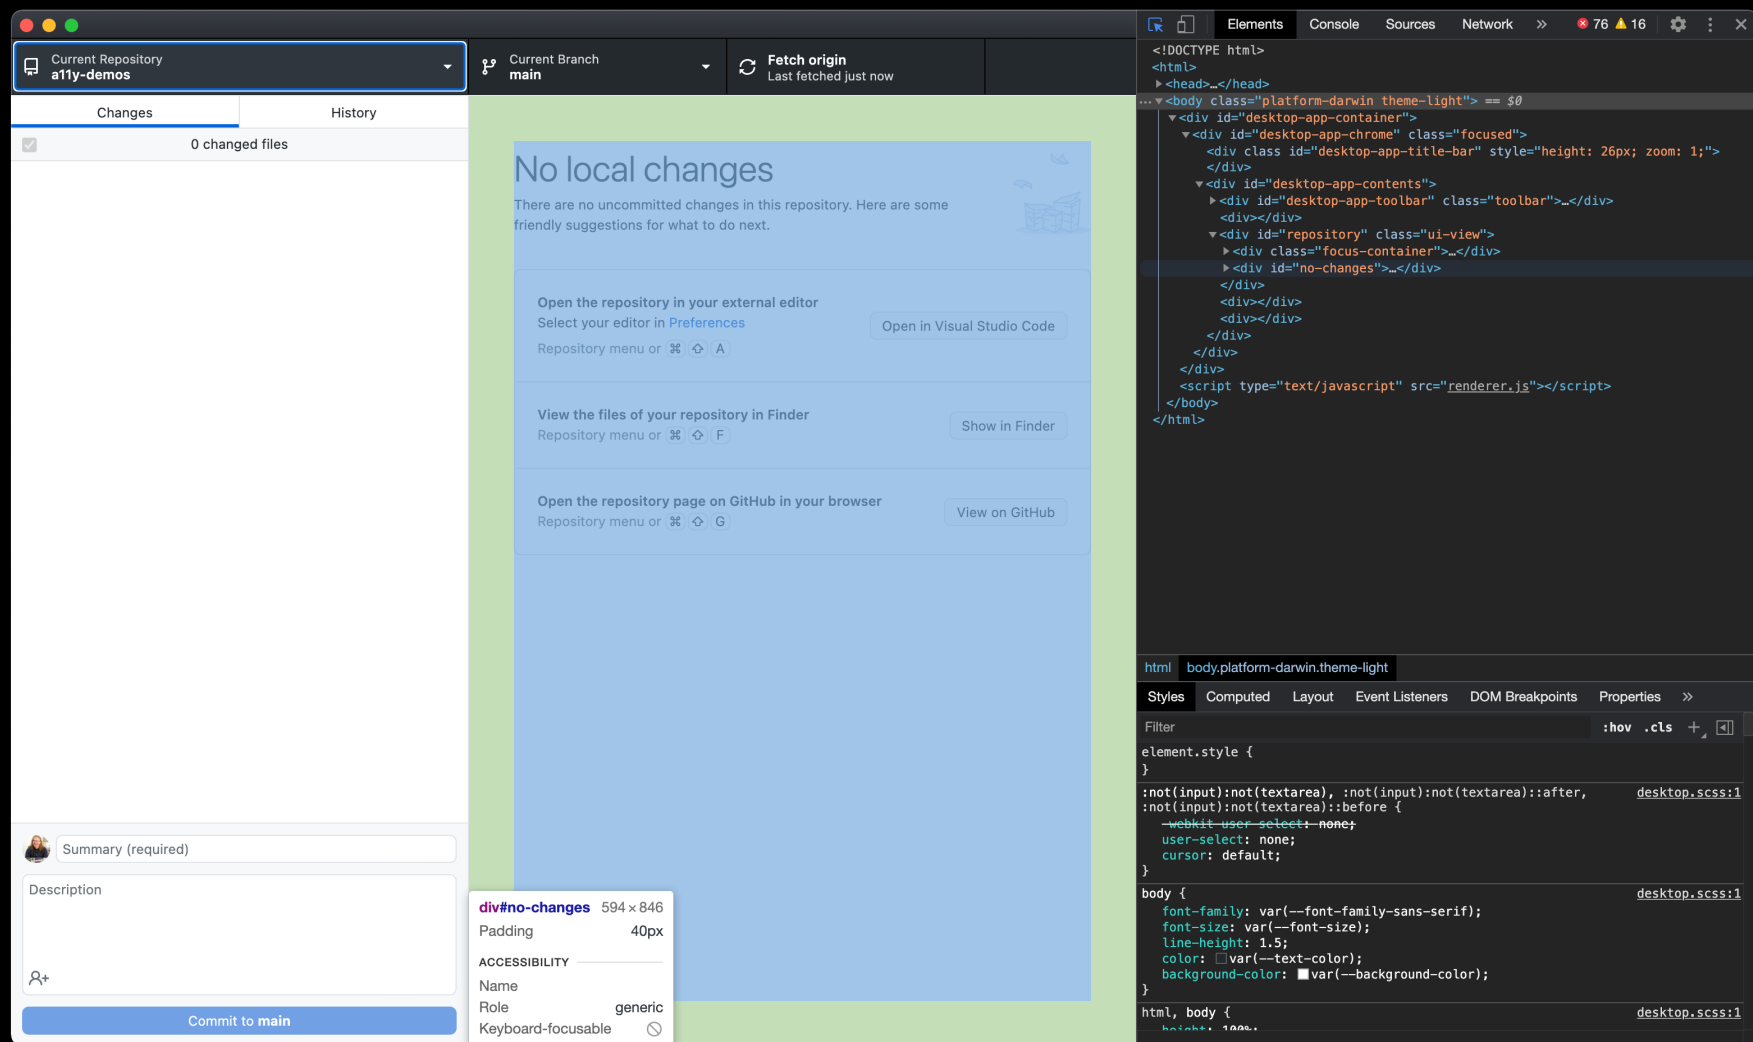 Current Repository
a11y-demos
Current Branch
main
Fetch origin
Last fetched just now
Changes
History
0 changed files
No local changes
There are no uncommitted changes in this repository. Here are some
friendly suggestions for what to do next.
Open the repository in your external editor
Select your editor in Preferences
Repository menu or ⌘ ⇧ A
Open in Visual Studio Code
View the files of your repository in Finder
Repository menu or ⌘ ⇧ F
Show in Finder
Open the repository page on GitHub in your browser
Repository menu or ⌘ ⇧ G
View on GitHub
Summary (required)
Description
Commit to main
div#no-changes 594 × 846
Padding 40px
ACCESSIBILITY
Name
Role generic
Keyboard-focusable
Elements Console Sources Network » 76 16
<!DOCTYPE html>
<html>
<head>…</head>
… <body class="platform-darwin theme-light"> == $0
<div id="desktop-app-container">
<div id="desktop-app-chrome" class="focused">
<div class id="desktop-app-title-bar" style="height: 26px; zoom: 1;">
</div>
<div id="desktop-app-contents">
<div id="desktop-app-toolbar" class="toolbar">…</div>
<div></div>
<div id="repository" class="ui-view">
<div class="focus-container">…</div>
<div id="no-changes">…</div>
</div>
<div></div>
<div></div>
</div>
</div>
</div>
<script type="text/javascript" src="renderer.js"></script>
</body>
</html>
html body.platform-darwin.theme-light
Styles Computed Layout Event Listeners DOM Breakpoints Properties »
Filter :hov .cls +
element.style {
}
:not(input):not(textarea), :not(input):not(textarea)::after, desktop.scss:1
:not(input):not(textarea)::before {
-webkit-user-select: none;
user-select: none;
cursor: default;
}
body { desktop.scss:1
font-family: var(--font-family-sans-serif);
font-size: var(--font-size);
line-height: 1.5;
color: var(--text-color);
background-color: var(--background-color);
}
html, body { desktop.scss:1
height: 100%;